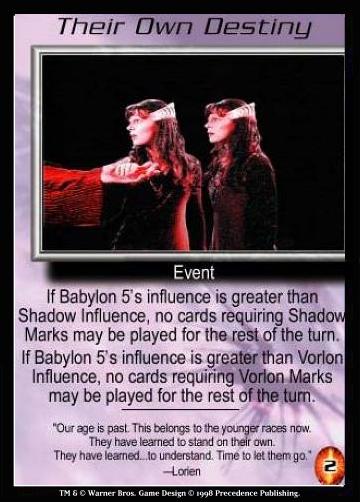 Their Own Destiny
Event
If Babylon 5's influence is greater than
Shadow Influence, no cards requiring Shadow
Marks may be played for the rest of the turn.
If Babylon 5's influence is greater than Vorlon
Influence, no cards requiring Vorlon Marks
may be played for the rest of the turn.
"Our age is past. This belongs to the younger races now.
They have learned to stand on their own.
They have learned...to understand. Time to let them go."
—Lorien
2
TM & © Warner Bros. Game Design © 1998 Precedence Publishing.